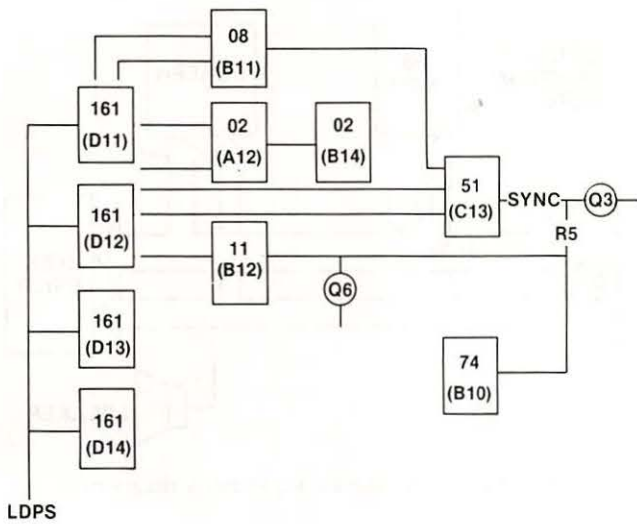 08
(B11)
161
(D11)
02
(A12)
02
(B14)
51
(C13)
SYNC
Q3
R5
161
(D12)
11
(B12)
Q6
161
(D13)
74
(B10)
161
(D14)
LDPS